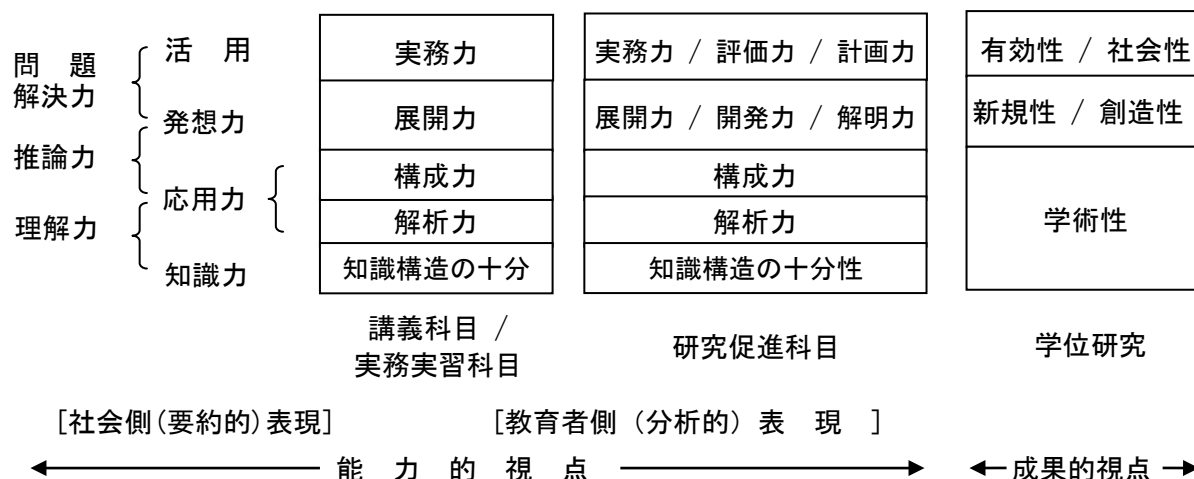 問題解決力
推論力
理解力
活用
発想力
応用力
知識力
実務力
展開力
構成力
解析力
知識構造の十分
講義科目 /
実務実習科目
実務力 / 評価力 / 計画力
展開力 / 開発力 / 解明力
構成力
解析力
知識構造の十分性
研究促進科目
有効性 / 社会性
新規性 / 創造性
学術性
学位研究
[社会側(要約的)表現]
[教育者側(分析的)表現]
能力的視点
成果的視点